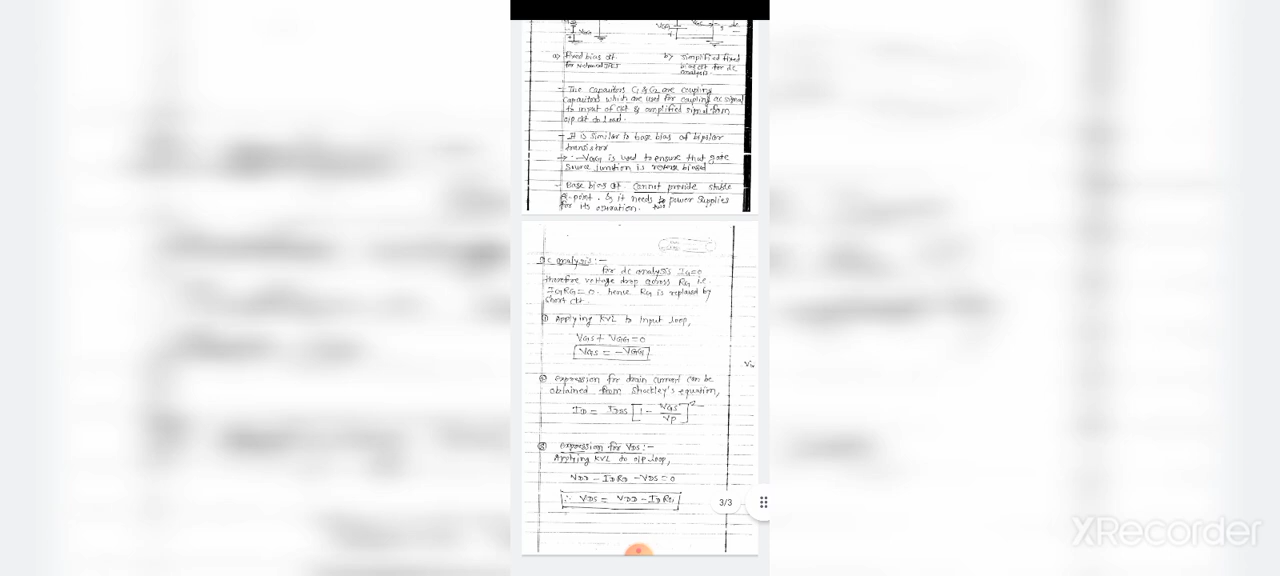 VGG
a) Fixed bias ckt.
for N-channel JFET
b) Simplified fixed
bias ckt for dc
analysis.
- The capacitors C1 & C2 are coupling
capacitors which are used for coupling ac signal
to input of ckt & amplified signal from
o/p ckt to load.
- It is similar to base bias of bipolar
transistor
→ :- VGG is used to ensure that gate
source junction is reverse biased
- Base bias ckt. cannot provide stable
Q-point. & it needs two power supplies
for its operation.
DC analysis:-
For dc analysis IG=0
therefore voltage drop across RG i.e.
IGRG=0. hence RG is replaced by
short ckt.
① Applying KVL to input loop,
VGS + VGG = 0
VGS = - VGG
② Expression for drain current can be
obtained from Shockley's equation,
ID = IDSS [1 - VGS/VP]²
③ Expression for VDS:-
Applying KVL to o/p loop,
VDD - IDRD - VDS = 0
∴ VDS = VDD - IDRD
3/3
XRecorder